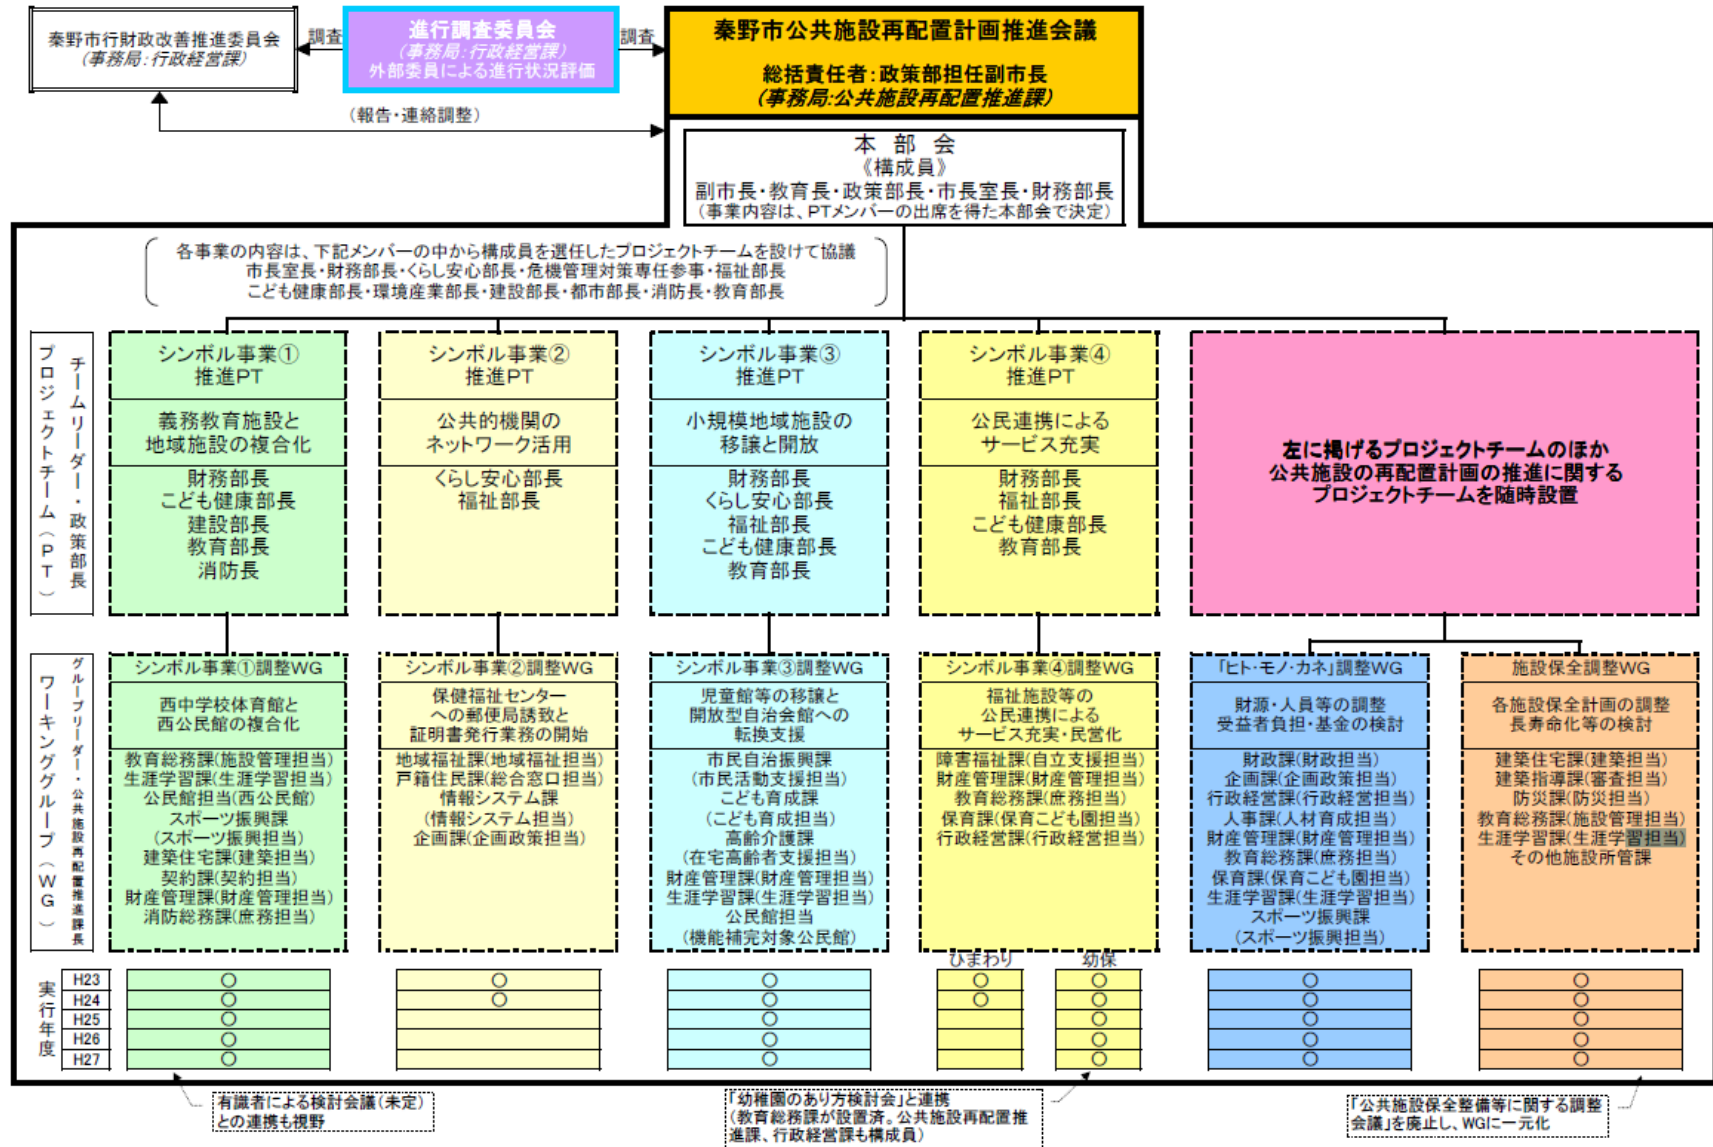 秦野市行財政改善推進委員会
(事務局:行政経営課)
調査
進行調査委員会
(事務局:行政経営課)
外部委員による進行状況評価
調査
秦野市公共施設再配置計画推進会議
総括責任者:政策部担任副市長
(事務局:公共施設再配置推進課)
(報告・連絡調整)
本 部 会
《構成員》
副市長・教育長・政策部長・市長室長・財務部長
(事業内容は、PTメンバーの出席を得た本部会で決定)
各事業の内容は、下記メンバーの中から構成員を選任したプロジェクトチームを設けて協議
市長室長・財務部長・くらし安心部長・危機管理対策専任参事・福祉部長
こども健康部長・環境産業部長・建設部長・都市部長・消防長・教育部長
チームリーダー・政策部長
プロジェクトチーム(PT)
シンボル事業①
推進PT
義務教育施設と
地域施設の複合化
財務部長
こども健康部長
建設部長
教育部長
消防長
シンボル事業②
推進PT
公共的機関の
ネットワーク活用
くらし安心部長
福祉部長
シンボル事業③
推進PT
小規模地域施設の
移譲と開放
財務部長
くらし安心部長
福祉部長
こども健康部長
教育部長
シンボル事業④
推進PT
公民連携による
サービス充実
財務部長
福祉部長
こども健康部長
教育部長
左に掲げるプロジェクトチームのほか
公共施設の再配置計画の推進に関する
プロジェクトチームを随時設置
グループリーダー・公共施設再配置推進課長
ワーキンググループ(WG)
シンボル事業①調整WG
西中学校体育館と
西公民館の複合化
教育総務課(施設管理担当)
生涯学習課(生涯学習担当)
公民館担当(西公民館)
スポーツ振興課
(スポーツ振興担当)
建築住宅課(建築担当)
契約課(契約担当)
財産管理課(財産管理担当)
消防総務課(庶務担当)
シンボル事業②調整WG
保健福祉センター
への郵便局誘致と
証明書発行業務の開始
地域福祉課(地域福祉担当)
戸籍住民課(総合窓口担当)
情報システム課
(情報システム担当)
企画課(企画政策担当)
シンボル事業③調整WG
児童館等の移譲と
開放型自治会館への
転換支援
市民自治振興課
(市民活動支援担当)
こども育成課
(こども育成担当)
高齢介護課
(在宅高齢者支援担当)
財産管理課(財産管理担当)
生涯学習課(生涯学習担当)
公民館担当
(機能補完対象公民館)
シンボル事業④調整WG
福祉施設等の
公民連携による
サービス充実・民営化
障害福祉課(自立支援担当)
財産管理課(財産管理担当)
教育総務課(庶務担当)
保育課(保育こども園担当)
行政経営課(行政経営担当)
「ヒト・モノ・カネ」調整WG
財源・人員等の調整
受益者負担・基金の検討
財政課(財政担当)
企画課(企画政策担当)
行政経営課(行政経営担当)
人事課(人材育成担当)
財産管理課(財産管理担当)
教育総務課(庶務担当)
保育課(保育こども園担当)
生涯学習課(生涯学習担当)
スポーツ振興課
(スポーツ振興担当)
施設保全調整WG
各施設保全計画の調整
長寿命化等の検討
建築住宅課(建築担当)
建築指導課(審査担当)
防災課(防災担当)
教育総務課(施設管理担当)
生涯学習課(生涯学習担当)
その他施設所管課
ひまわり 幼保
実行年度
H23 ○ ○ ○ ○ ○ ○ ○
H24 ○ ○ ○ ○ ○ ○ ○
H25 ○ ○ ○ ○ ○
H26 ○ ○ ○ ○ ○
H27 ○ ○ ○ ○ ○
有識者による検討会議(未定)
との連携も視野
「幼稚園のあり方検討会」と連携
(教育総務課が設置済。公共施設再配置推
進課、行政経営課も構成員)
「公共施設保全整備等に関する調整
会議」を廃止し、WGに一元化